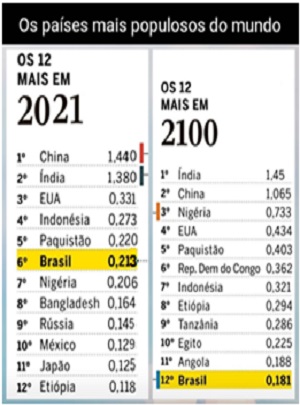 Os países mais populosos do mundo
OS 12
MAIS EM
2021
1º China 1,440
2º Índia 1,380
3º EUA 0,331
4º Indonésia 0,273
5º Paquistão 0,220
6º Brasil 0,213
7º Nigéria 0,206
8º Bangladesh 0,164
9º Rússia 0,145
10º México 0,129
11º Japão 0,125
12º Etiópia 0,118
OS 12
MAIS EM
2100
1º Índia 1,45
2º China 1,065
3º Nigéria 0,733
4º EUA 0,434
5º Paquistão 0,403
6º Rep. Dem do Congo 0,362
7º Indonésia 0,321
8º Etiópia 0,294
9º Tanzânia 0,286
10º Egito 0,225
11º Angola 0,188
12º Brasil 0,181